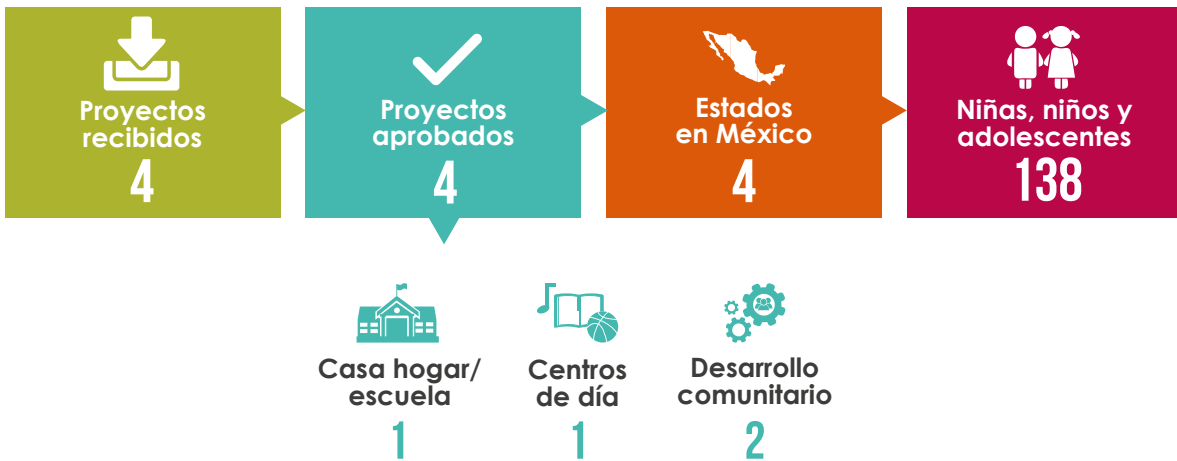 Proyectos
recibidos
4
Proyectos
aprobados
4
Estados
en México
4
Niñas, niños y
adolescentes
138
Casa hogar/
escuela
1
Centros
de día
1
Desarrollo
comunitario
2